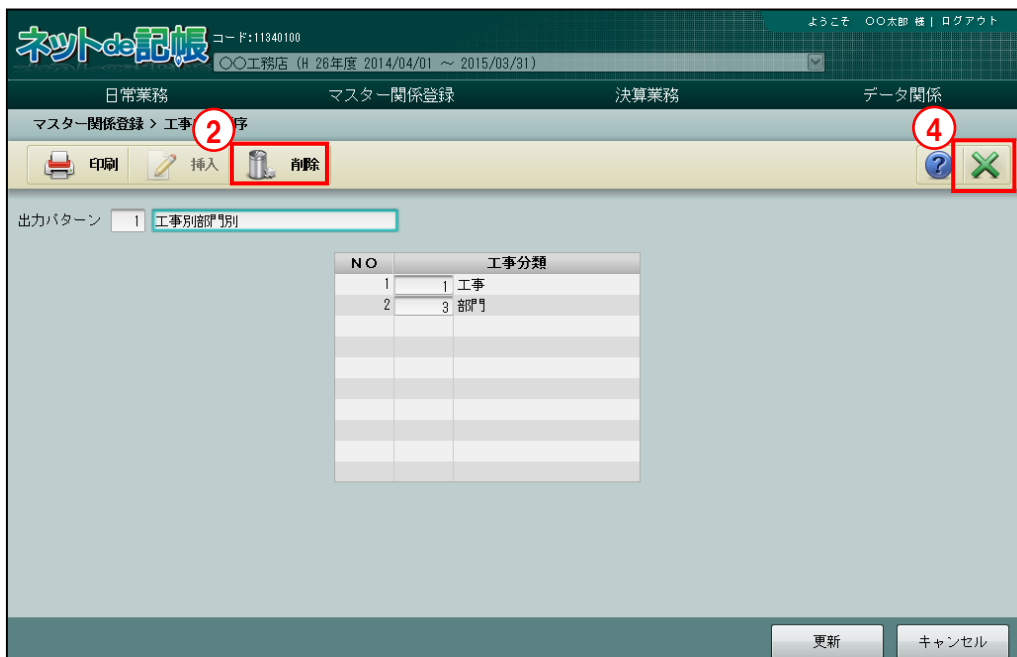 ようこそ 〇〇太郎 様 | ログアウト
ネットde記帳 コード:11340100
〇〇工務店 (H 26年度 2014/04/01 ～ 2015/03/31)
日常業務 マスター関係登録 決算業務 データ関係
マスター関係登録 > 工事 序
② ④
印刷 挿入 削除 ?
出力パターン 1 工事別部門別
NO 工事分類
1 1 工事
2 3 部門
更新 キャンセル